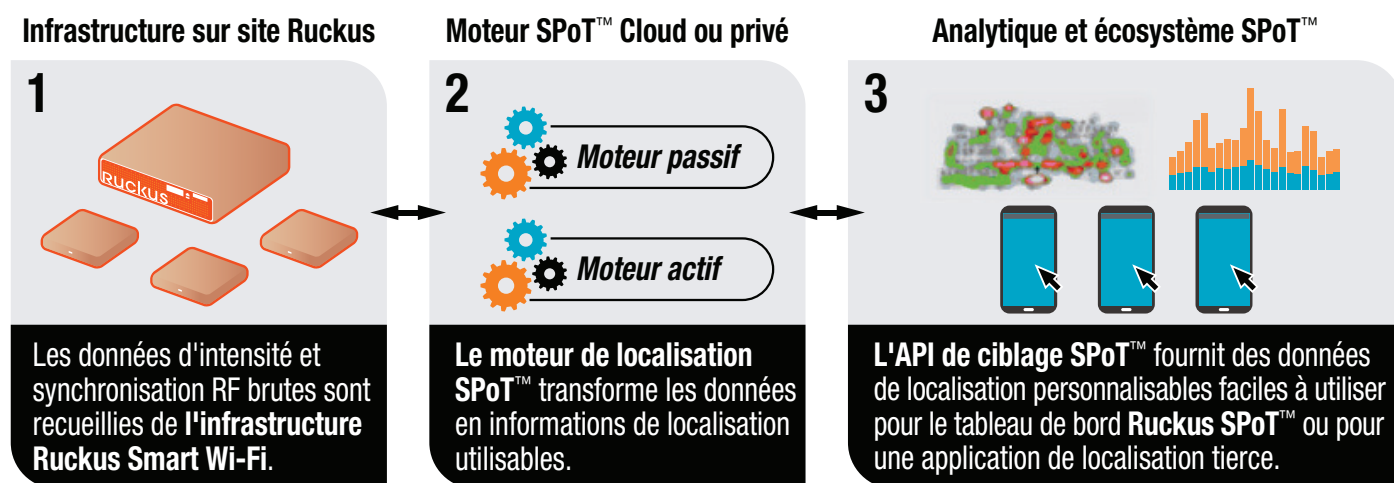 Infrastructure sur site Ruckus
1
Ruckus
Les données d'intensité et
synchronisation RF brutes sont
recueillies de l'infrastructure
Ruckus Smart Wi-Fi.
Moteur SPoT™ Cloud ou privé
2
Moteur passif
Moteur actif
Le moteur de localisation
SPoT™ transforme les données
en informations de localisation
utilisables.
Analytique et écosystème SPoT™
3
L'API de ciblage SPoT™ fournit des données
de localisation personnalisables faciles à utiliser
pour le tableau de bord Ruckus SPoT™ ou pour
une application de localisation tierce.